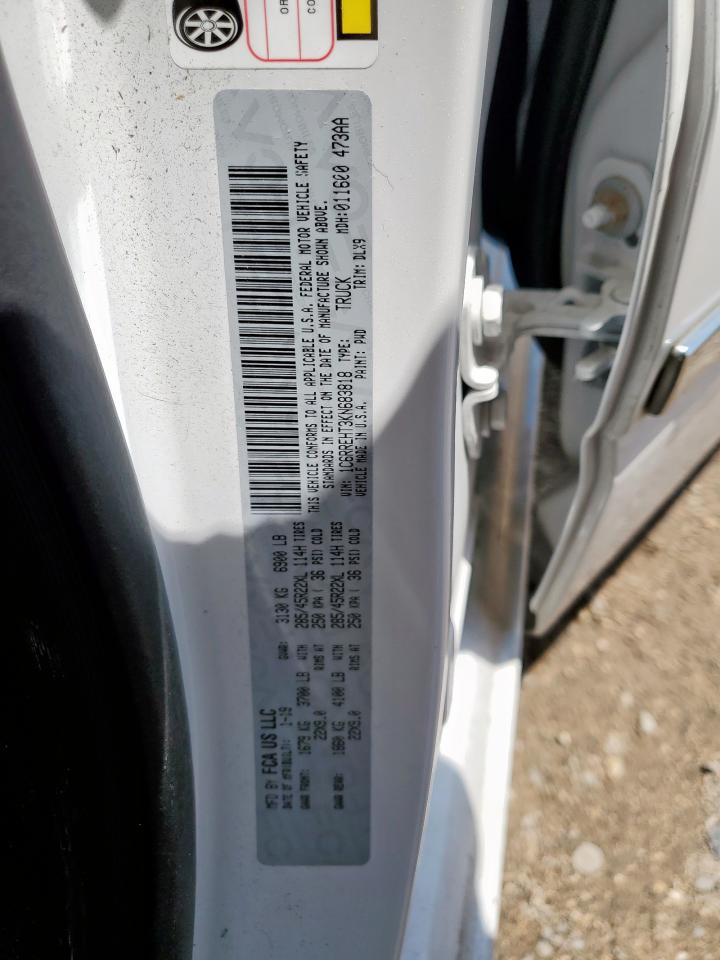 OR
CO
MFD BY FCA US LLC
DATE OF MFR(BUILT): 1-19 GVWR: 3130 KG 6900 LB
GAWR FRONT: 1679 KG 3700 LB WITH 285/45R22XL 114H TIRES
22X9.0 RIMS AT 250 KPA ( 36 PSI) COLD
GAWR REAR: 1860 KG 4100 LB WITH 285/45R22XL 114H TIRES
22X9.0 RIMS AT 250 KPA ( 36 PSI) COLD
THIS VEHICLE CONFORMS TO ALL APPLICABLE U.S.A. FEDERAL MOTOR VEHICLE SAFETY
STANDARDS IN EFFECT ON THE DATE OF MANUFACTURE SHOWN ABOVE.
VIN: 1C6RREHT3KN683818 TYPE: TRUCK MDH:011600 473AA
VEHICLE MADE IN U.S.A. PAINT: PWD TRIM: DLX9